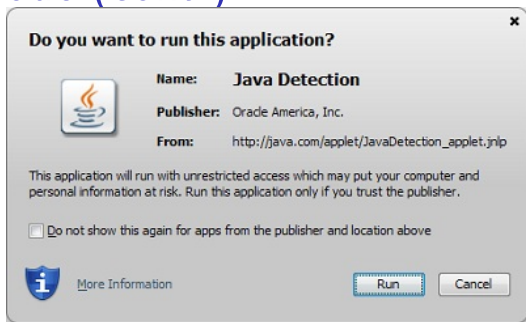 Do you want to run this application?
Name: Java Detection
Publisher: Oracle America, Inc.
From: http://java.com/applet/JavaDetection_applet.jnlp
This application will run with unrestricted access which may put your computer and
personal information at risk. Run this application only if you trust the publisher.
Do not show this again for apps from the publisher and location above
More Information
Run
Cancel